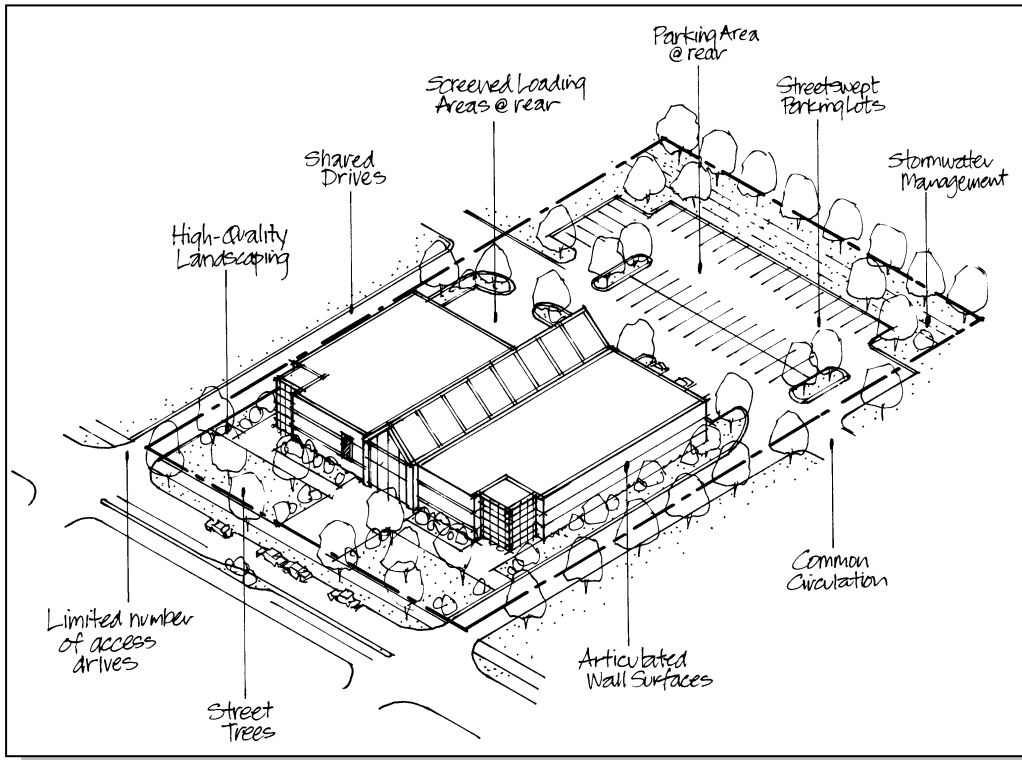 Parking Area
@ rear
Screened Loading
Areas @ rear
Streetswept
Parking Lots
Shared
Drives
Stormwater
Management
High-Quality
Landscaping
Common
Circulation
Limited number
of access
drives
Articulated
Wall Surfaces
Street
Trees